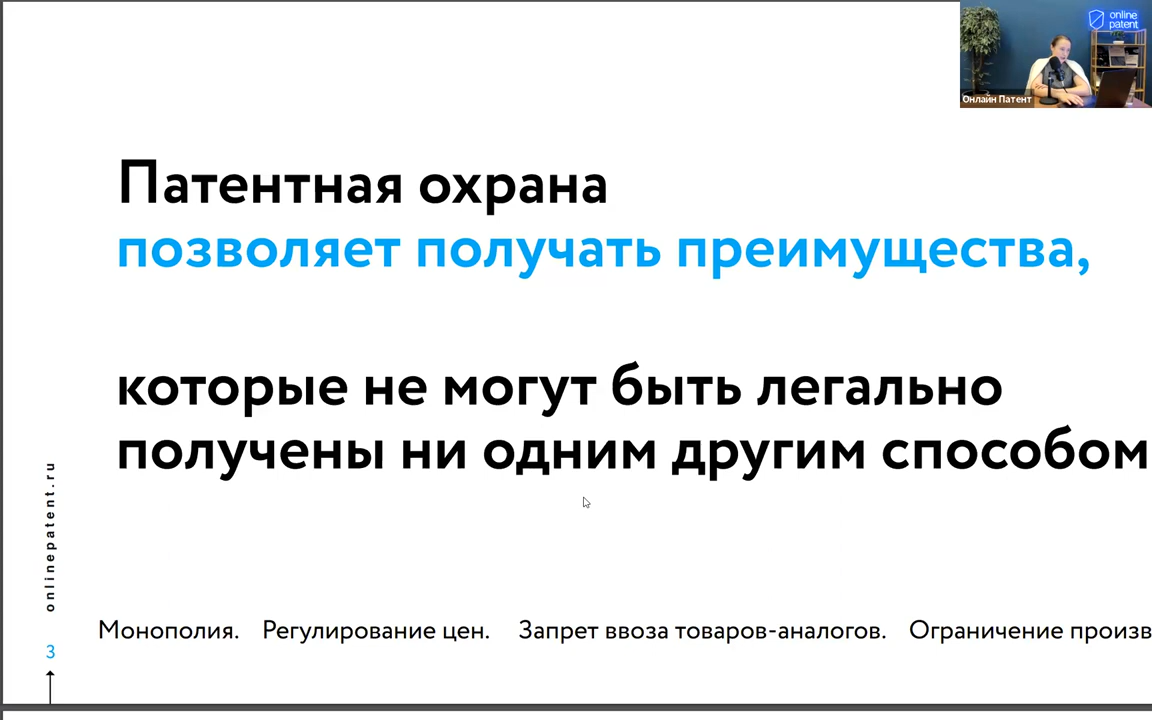 online
patent
Онлайн Патент
Патентная охрана
позволяет получать преимущества,
которые не могут быть легально
получены ни одним другим способом
onlinepatent.ru
Монополия. Регулирование цен. Запрет ввоза товаров-аналогов. Ограничение произв
3